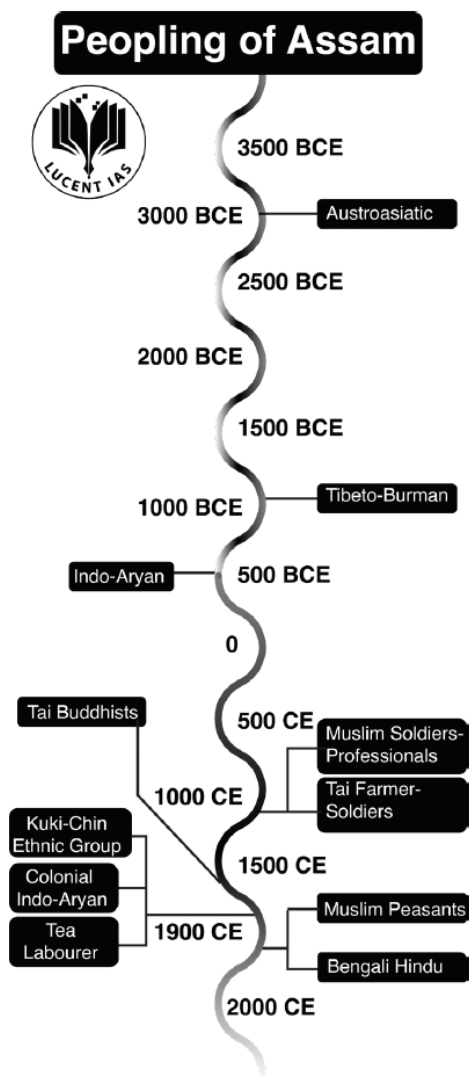 Peopling of Assam
LUCENT IAS
3500 BCE
3000 BCE
Austroasiatic
2500 BCE
2000 BCE
1500 BCE
Tibeto-Burman
1000 BCE
Indo-Aryan
500 BCE
0
Tai Buddhists
500 CE
Muslim Soldiers-
Professionals
1000 CE
Tai Farmer-
Soldiers
Kuki-Chin
Ethnic Group
1500 CE
Colonial
Indo-Aryan
Muslim Peasants
Tea
Labourer
1900 CE
Bengali Hindu
2000 CE